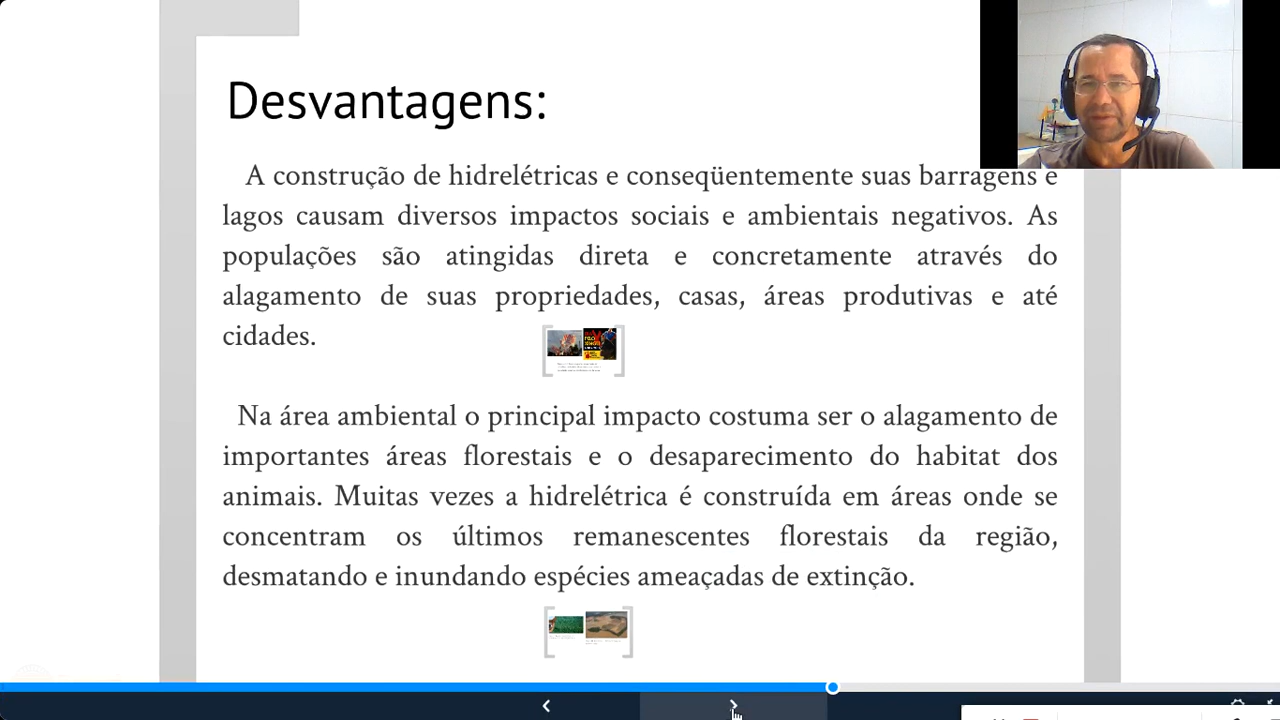 Desvantagens:
A construção de hidrelétricas e conseqüentemente suas barragens e
lagos causam diversos impactos sociais e ambientais negativos. As
populações são atingidas direta e concretamente através do
alagamento de suas propriedades, casas, áreas produtivas e até
cidades.
Na área ambiental o principal impacto costuma ser o alagamento de
importantes áreas florestais e o desaparecimento do habitat dos
animais. Muitas vezes a hidrelétrica é construída em áreas onde se
concentram os últimos remanescentes florestais da região,
desmatando e inundando espécies ameaçadas de extinção.